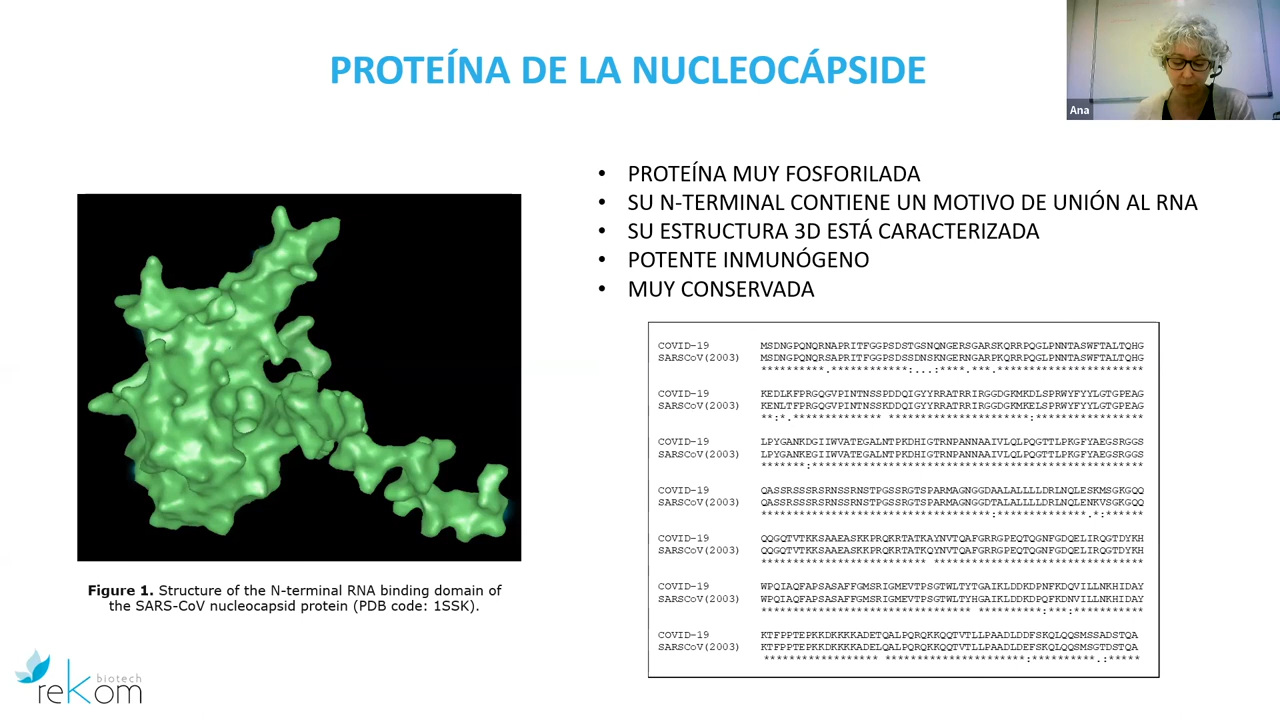 PROTEÍNA DE LA NUCLEOCÁPSIDE
Ana
• PROTEÍNA MUY FOSFORILADA
• SU N-TERMINAL CONTIENE UN MOTIVO DE UNIÓN AL RNA
• SU ESTRUCTURA 3D ESTÁ CARACTERIZADA
• POTENTE INMUNÓGENO
• MUY CONSERVADA
COVID-19 MSDNGPQNQRNAPRITFGGPSDSTGSNQNGERSGARSKQRRPQGLPNNTASWFTALTQHG
SARSCoV(2003) MSDNGPQNQRSAPRITFGGPSDSSDNSKNGERNGARPKQRRPQGLPNNTASWFTALTQHG
**********.************:...:****.***.***********************
COVID-19 KEDLKFPRGQGVPINTNSSPDDQIGYYRRATRRIRGGDGKMKDLSPRWYFYYLGTGPEAG
SARSCoV(2003) KENLTFPRGQGVPINTNSSKDDQIGYYRRATRRIRGGDGKMKELSPRWYFYYLGTGPEAG
**:*.************** **********************:*****************
COVID-19 LPYGANKDGIIWVATEGALNTPKDHIGTRNPANNAAIVLQLPQGTTLPKGFYAEGSRGGS
SARSCoV(2003) LPYGANKEGIIWVATEGALNTPKDHIGTRNPANNAAIVLQLPQGTTLPKGFYAEGSRGGS
*******:****************************************************
COVID-19 QASSRSSSRSRNSSRNSTPGSSRGTSPARMAGNGGDAALALLLLDRLNQLESKMSGKGQQ
SARSCoV(2003) QASSRSSSRSRNSSRNSTPGSSRGTSPARMAGNGGDTALALLLLDRLNQLENKVSGKGQQ
************************************:**************.*:******
COVID-19 QQGQTVTKKSAAEASKKPRQKRTATKAYNVTQAFGRRGPEQTQGNFGDQELIRQGTDYKH
SARSCoV(2003) QQGQTVTKKSAAEASKKPRQKRTATKQYNVTQAFGRRGPEQTQGNFGDQDLIRQGTDYKH
COVID-19 WPQIAQFAPSASAFFGMSRIGMEVTPSGTWLTYTGAIKLDDKDPNFKDQVILLNKHIDAY
SARSCoV(2003) WPQIAQFAPSASAFFGMSRIGMEVTPSGTWLTYHGAIKLDDKDPQFKDNVILLNKHIDAY
********************************* **********:***:***********
COVID-19 KTFPPTEPKKDKKKKADETQALPQRQKKQQTVTLLPAADLDDFSKQLQQSMSSADSTQA
SARSCoV(2003) KTFPPTEPKKDKKKKADELQALPQRQKKQQTVTLLPAADLDEFSKQLQQSMSGTDSTQA
****************** **********************:**********.:*****
Figure 1. Structure of the N-terminal RNA binding domain of
the SARS-CoV nucleocapsid protein (PDB code: 1SSK).
biotech
rekom